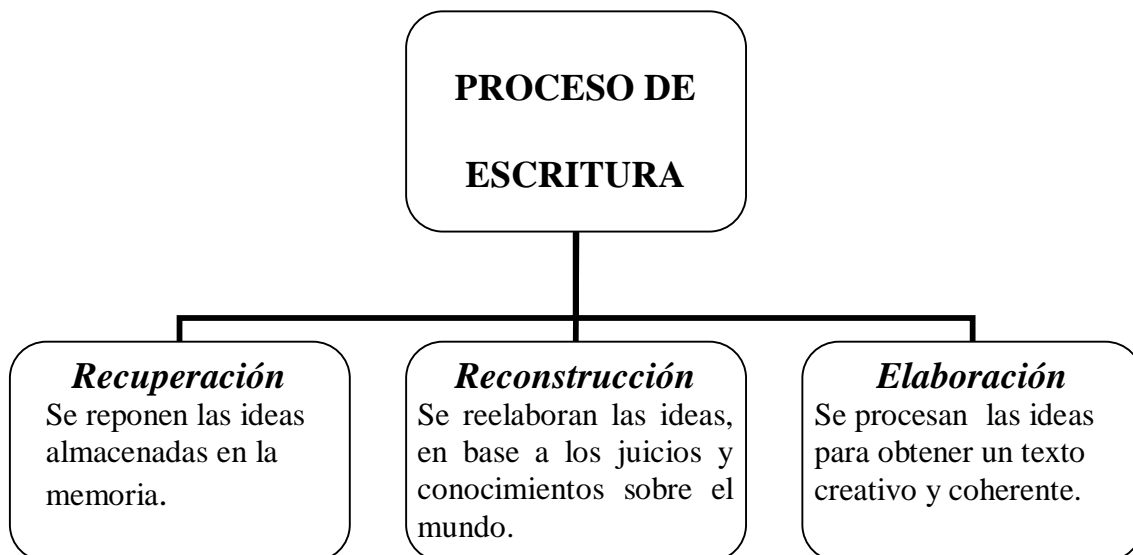 PROCESO DE
ESCRITURA
Recuperación
Se reponen las ideas
almacenadas en la
memoria.
Reconstrucción
Se reelaboran las ideas,
en base a los juicios y
conocimientos sobre el
mundo.
Elaboración
Se procesan las ideas
para obtener un texto
creativo y coherente.